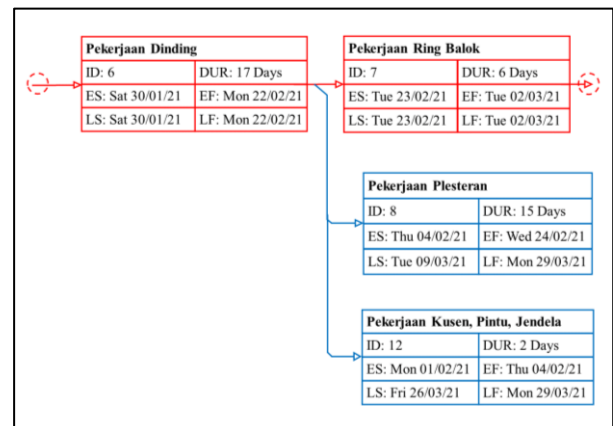 Pekerjaan Dinding
ID: 6 DUR: 17 Days
ES: Sat 30/01/21 EF: Mon 22/02/21
LS: Sat 30/01/21 LF: Mon 22/02/21
Pekerjaan Ring Balok
ID: 7 DUR: 6 Days
ES: Tue 23/02/21 EF: Tue 02/03/21
LS: Tue 23/02/21 LF: Tue 02/03/21
Pekerjaan Plesteran
ID: 8 DUR: 15 Days
ES: Thu 04/02/21 EF: Wed 24/02/21
LS: Tue 09/03/21 LF: Mon 29/03/21
Pekerjaan Kusen, Pintu, Jendela
ID: 12 DUR: 2 Days
ES: Mon 01/02/21 EF: Thu 04/02/21
LS: Fri 26/03/21 LF: Mon 29/03/21